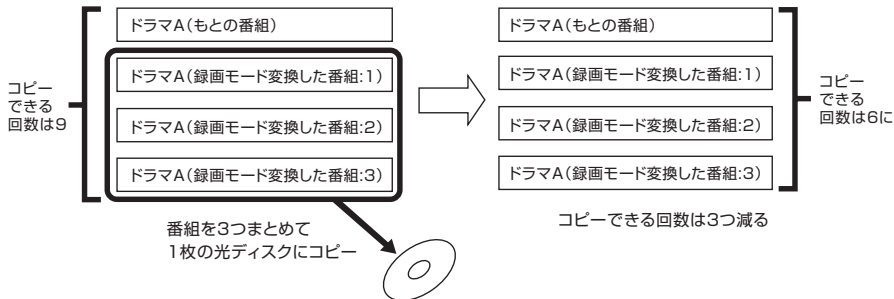 ドラマA(もとの番組)
ドラマA(録画モード変換した番組:1)
ドラマA(録画モード変換した番組:2)
ドラマA(録画モード変換した番組:3)
コピー
できる
回数は9
番組を3つまとめて
1枚の光ディスクにコピー
ドラマA(もとの番組)
ドラマA(録画モード変換した番組:1)
ドラマA(録画モード変換した番組:2)
ドラマA(録画モード変換した番組:3)
コピー
できる
回数は6に
コピーできる回数は3つ減る